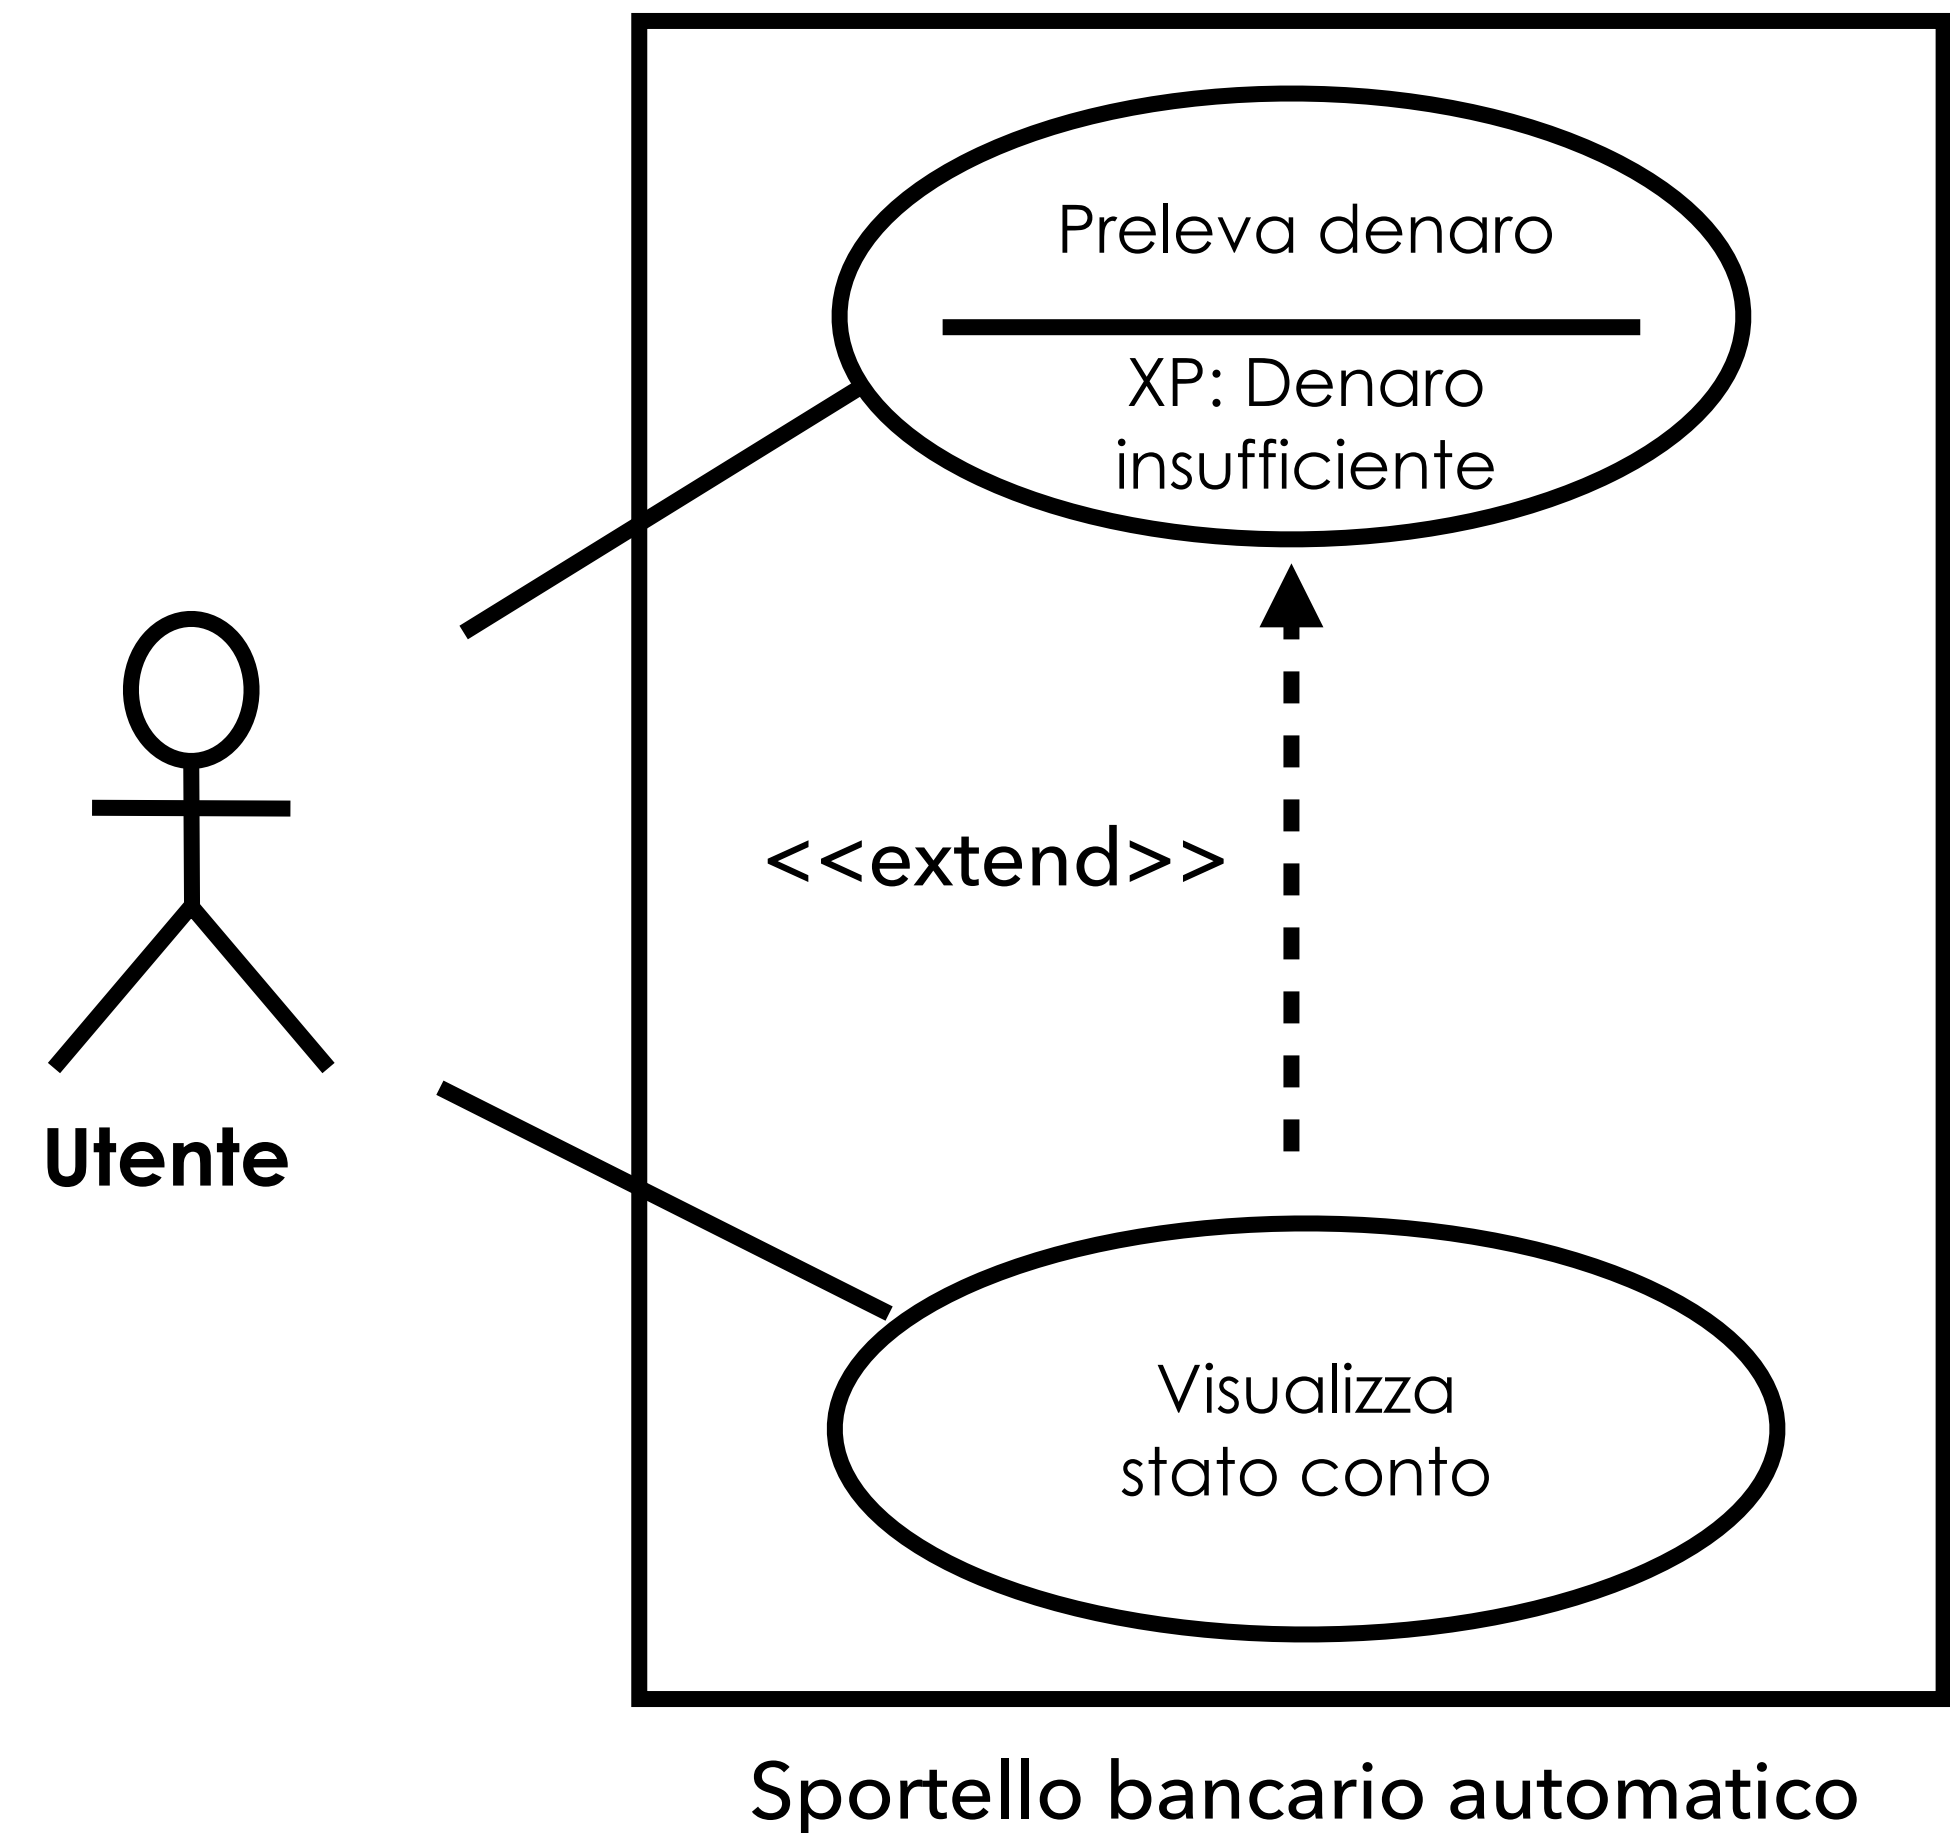 Preleva denaro
XP: Denaro
insufficiente
<<extend>>
Utente
Visualizza
stato conto
Sportello bancario automatico